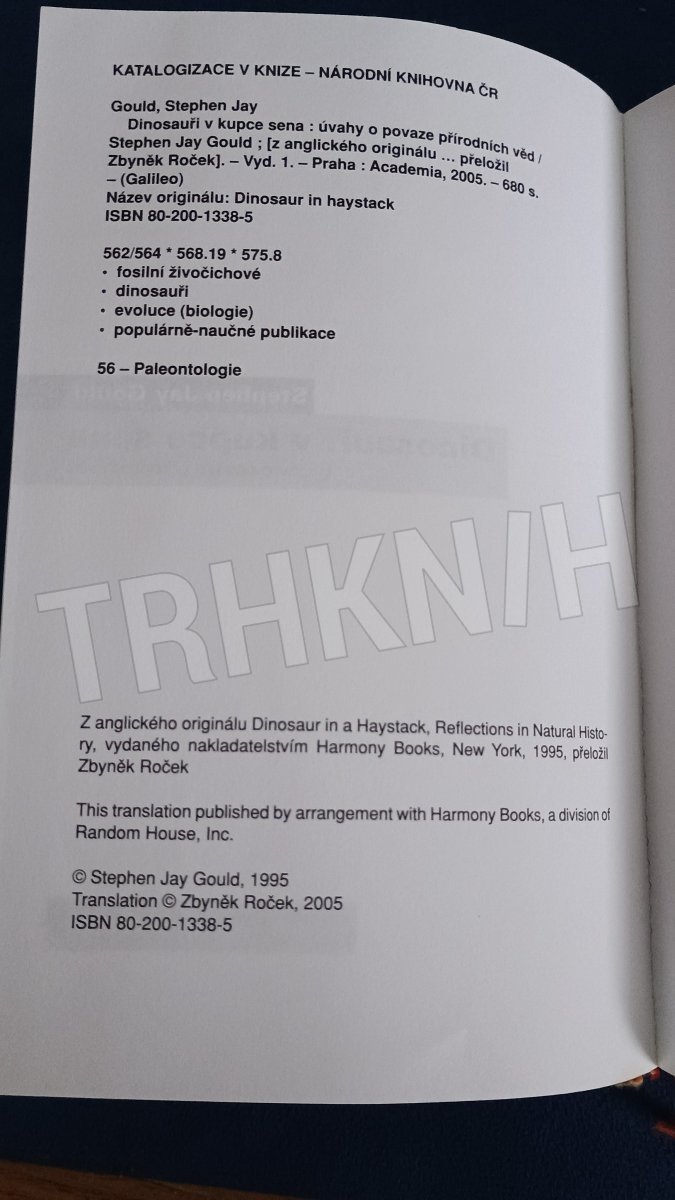 KATALOGIZACE V KNIZE – NÁRODNÍ KNIHOVNA ČR
Gould, Stephen Jay
Dinosauři v kupce sena : úvahy o povaze přírodních věd /
Stephen Jay Gould ; [z anglického originálu ... přeložil
Zbyněk Roček]. – Vyd. 1. – Praha : Academia, 2005. – 680 s.
– (Galileo)
Název originálu: Dinosaur in haystack
ISBN 80-200-1338-5
562/564 * 568.19 * 575.8
• fosilní živočichové
• dinosauři
• evoluce (biologie)
• populárně-naučné publikace
56 – Paleontologie
Stephen Jay Gould
TRHKNIH
Z anglického originálu Dinosaur in a Haystack, Reflections in Natural Histo-
ry, vydaného nakladatelstvím Harmony Books, New York, 1995, přeložil
Zbyněk Roček
This translation published by arrangement with Harmony Books, a division of
Random House, Inc.
© Stephen Jay Gould, 1995
Translation © Zbyněk Roček, 2005
ISBN 80-200-1338-5